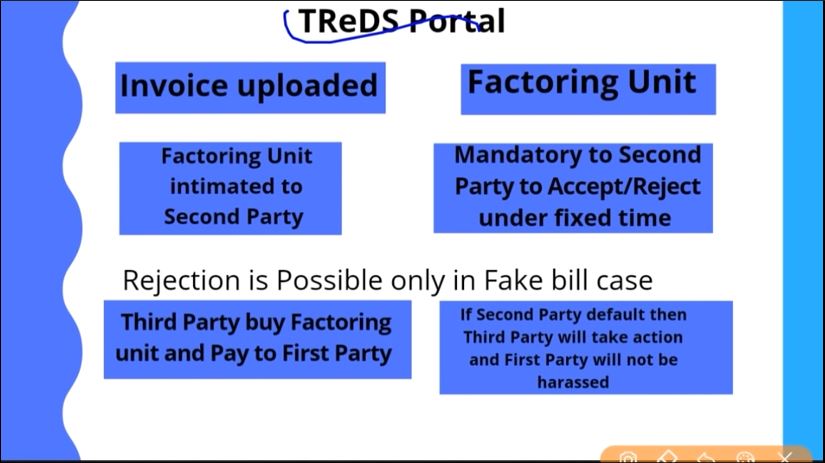 TReDS Portal
Invoice uploaded
Factoring Unit
Factoring Unit
intimated to
Second Party
Mandatory to Second
Party to Accept/Reject
under fixed time
Rejection is Possible only in Fake bill case
Third Party buy Factoring
unit and Pay to First Party
If Second Party default then
Third Party will take action
and First Party will not be
harassed